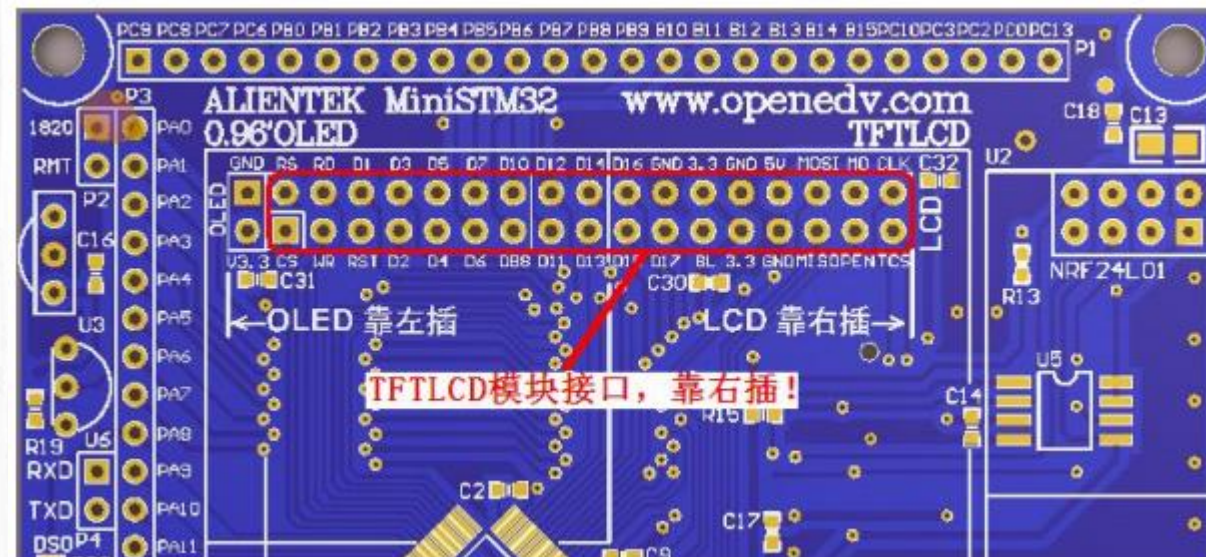 PC9 PC8 PC7 PC6 PB0 PB1 PB2 PB3 PB4 PB5 PB6 PB7 PB8 PB9 B10 B11 B12 B13 B14 B15 PC10 PC3 PC2 PC0 PC13
P1
P3
ALIENTEK MiniSTM32 www.openedv.com
C18 C13
1820 PA0 0.96'OLED TFTLCD
U2
RMT PA1 GND RS RD D1 D3 D5 D7 D10 D12 D14 D16 GND 3.3 GND 5V MOSI MO CLK C32
P2 PA2
OLED LCD
C16 PA3
V3.3 CS WR RST D2 D4 D6 DB8 D11 D13 D15 D17 BL 3.3 GND MISO PEN TCS
PA4 C31 C30 R13 NRF24L01
U3 PA5 OLED 靠左插 LCD 靠右插
PA6 U5
TFTLCD模块接口，靠右插！
PA7 C14
R15
R19 U6 PA8
RXD PA9
C2
TXD PA10 C17
DS0 P4 PA11 C9